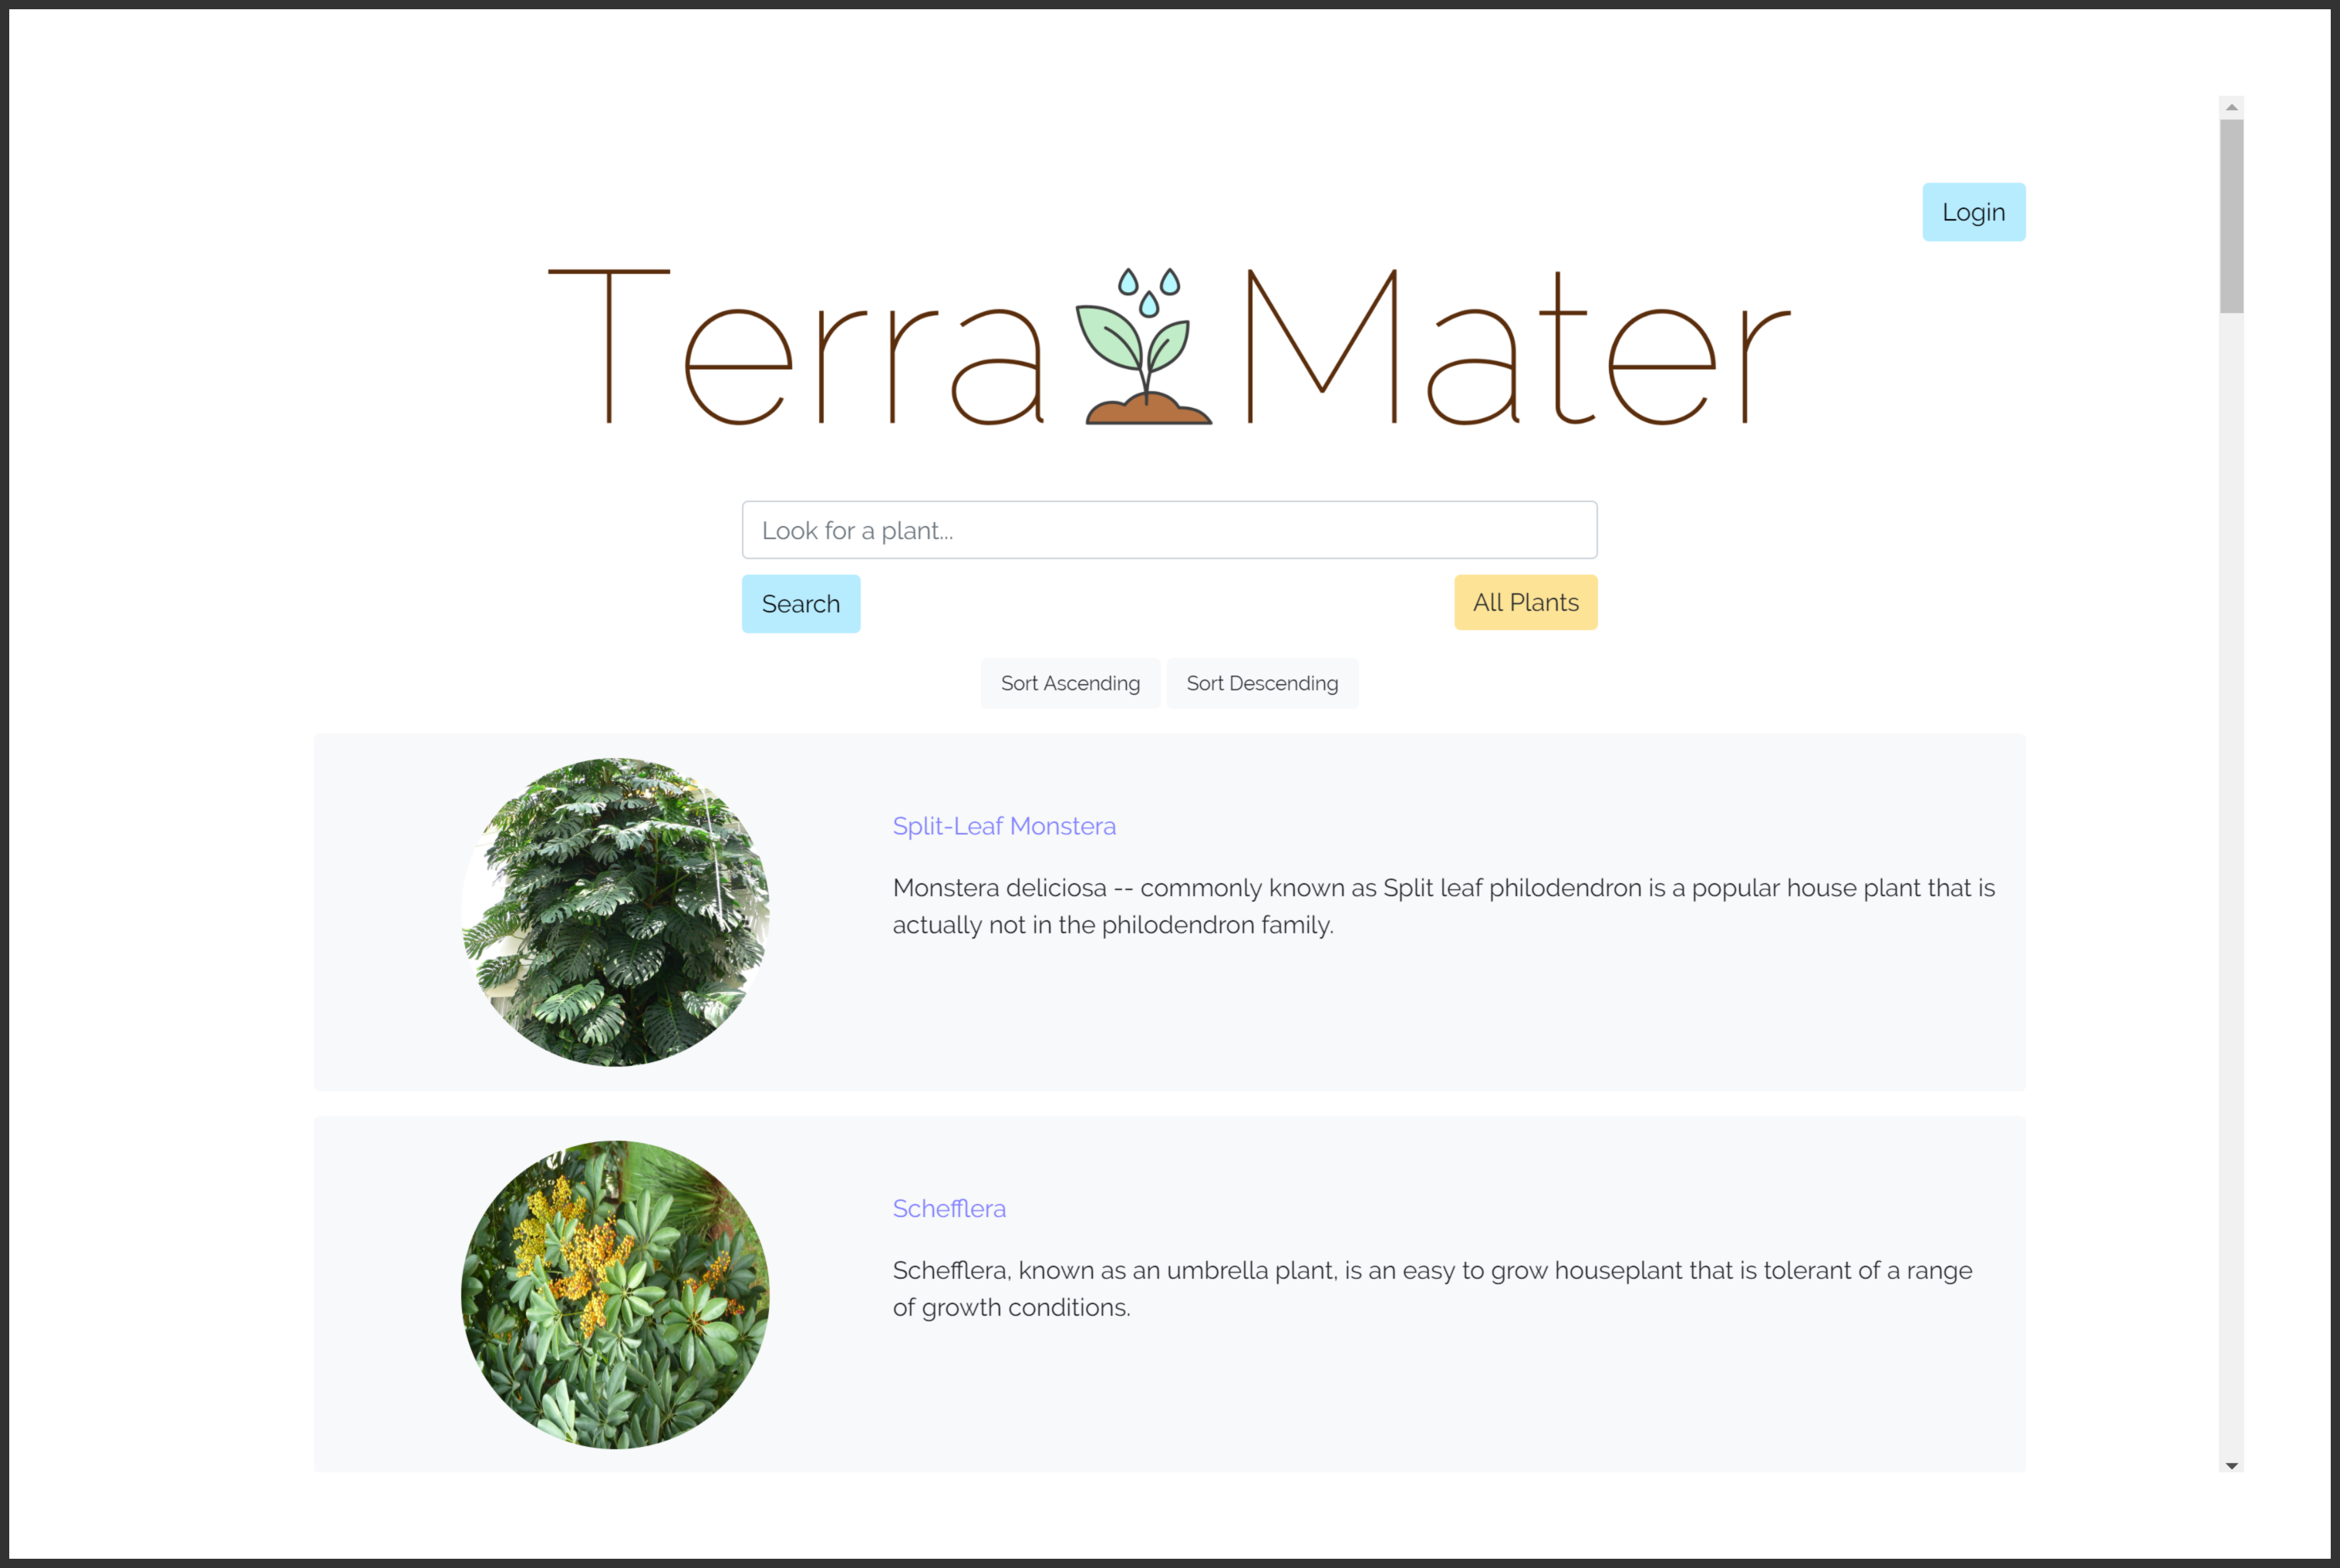 Login
Terra Mater
Look for a plant...
Search
All Plants
Sort Ascending
Sort Descending
Split-Leaf Monstera
Monstera deliciosa -- commonly known as Split leaf philodendron is a popular house plant that is
actually not in the philodendron family.
Schefflera
Schefflera, known as an umbrella plant, is an easy to grow houseplant that is tolerant of a range
of growth conditions.